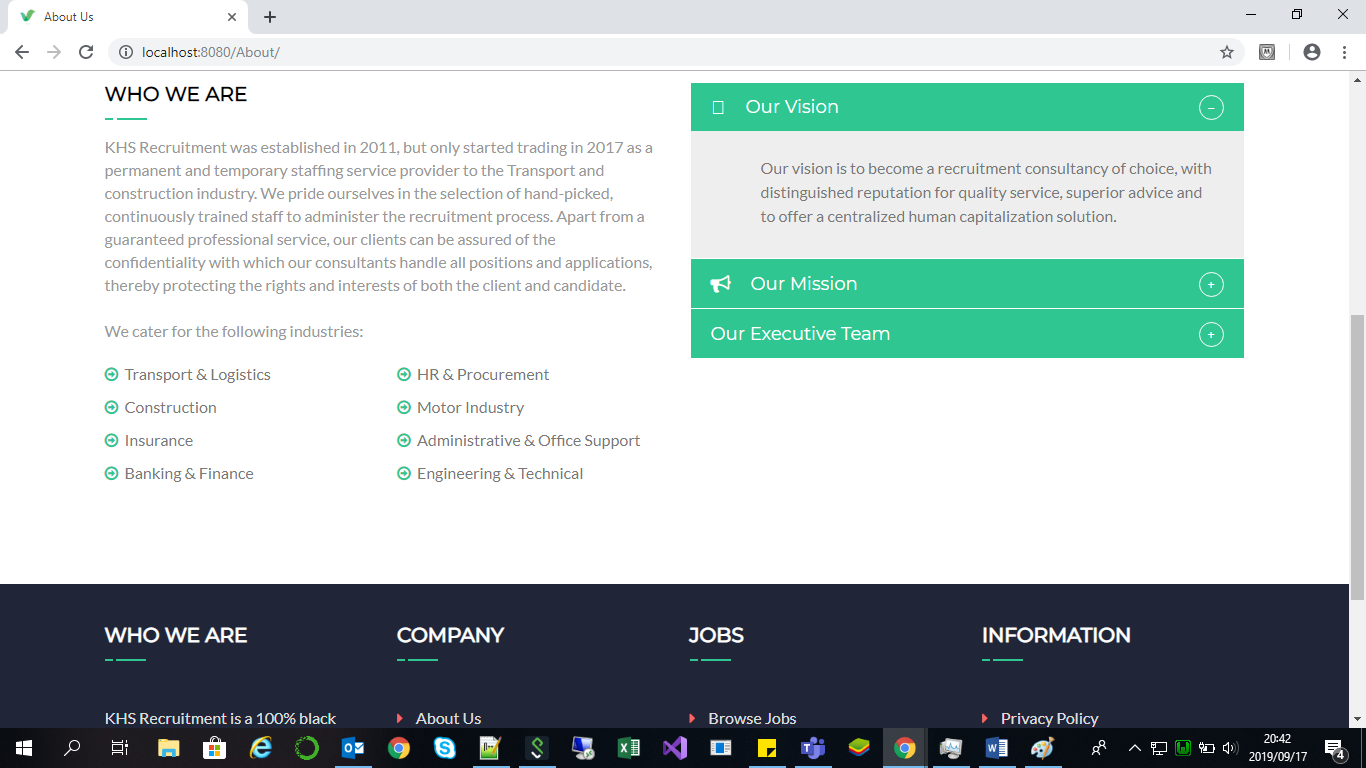 About Us
localhost:8080/About/
WHO WE ARE
KHS Recruitment was established in 2011, but only started trading in 2017 as a
permanent and temporary staffing service provider to the Transport and
construction industry. We pride ourselves in the selection of hand-picked,
continuously trained staff to administer the recruitment process. Apart from a
guaranteed professional service, our clients can be assured of the
confidentiality with which our consultants handle all positions and applications,
thereby protecting the rights and interests of both the client and candidate.
We cater for the following industries:
Transport & Logistics
HR & Procurement
Construction
Motor Industry
Insurance
Administrative & Office Support
Banking & Finance
Engineering & Technical
Our Vision
Our vision is to become a recruitment consultancy of choice, with
distinguished reputation for quality service, superior advice and
to offer a centralized human capitalization solution.
Our Mission
Our Executive Team
WHO WE ARE
COMPANY
JOBS
INFORMATION
KHS Recruitment is a 100% black
About Us
Browse Jobs
Privacy Policy
20:42
2019/09/17
4